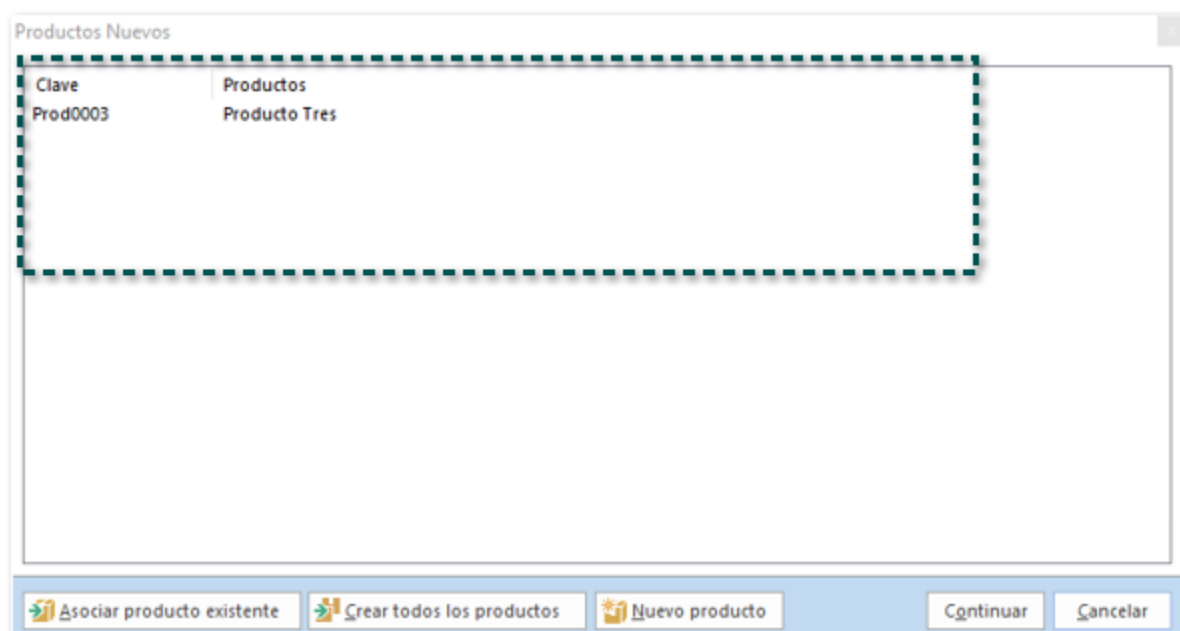 Productos Nuevos
Clave Productos
Prod0003 Producto Tres
Asociar producto existente Crear todos los productos Nuevo producto Continuar Cancelar